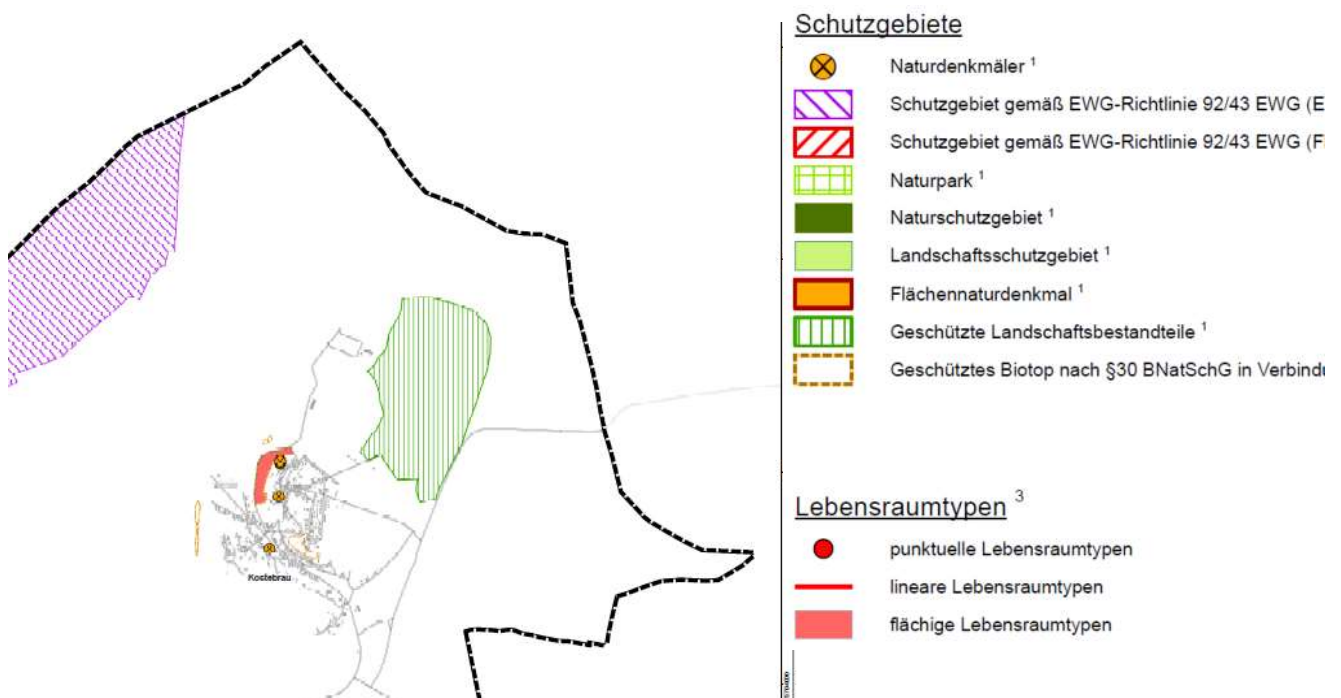 Schutzgebiete
Naturdenkmäler ¹
Schutzgebiet gemäß EWG-Richtlinie 92/43 EWG (E
Schutzgebiet gemäß EWG-Richtlinie 92/43 EWG (F
Naturpark ¹
Naturschutzgebiet ¹
Landschaftsschutzgebiet ¹
Flächennaturdenkmal ¹
Geschützte Landschaftsbestandteile ¹
Geschütztes Biotop nach §30 BNatSchG in Verbindu
Lebensraumtypen ³
punktuelle Lebensraumtypen
lineare Lebensraumtypen
flächige Lebensraumtypen
Kostebrau